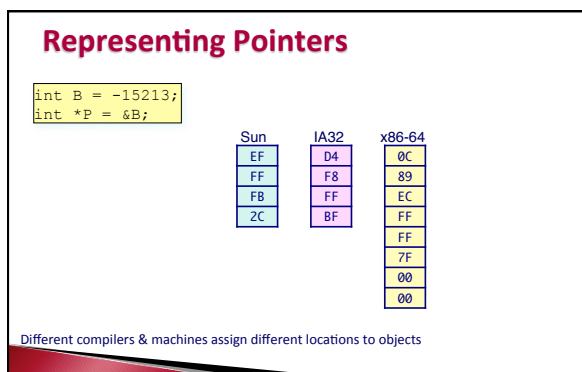 Representing Pointers
int B = -15213;
int *P = &B;
Sun IA32 x86-64
EF D4 0C
FF F8 89
FB FF EC
2C BF FF
FF
7F
00
00
Different compilers & machines assign different locations to objects